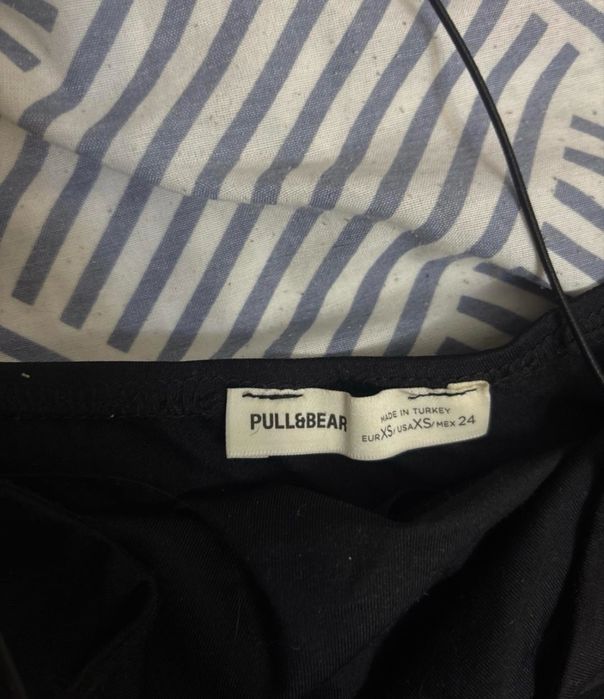 PULL&BEAR
MADE IN TURKEY
EUR XS/USA XS/MEX 24